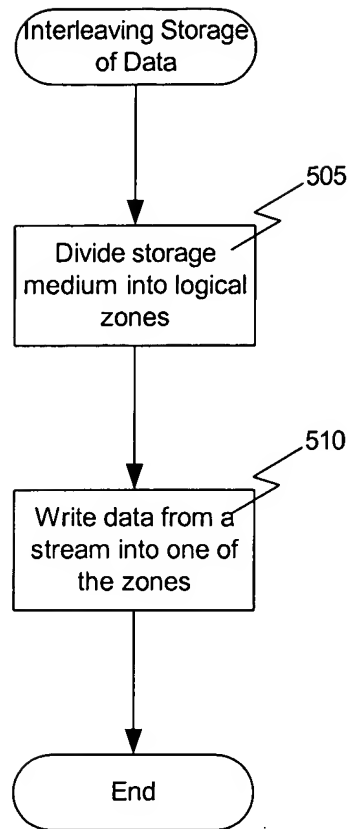 Interleaving Storage
of Data
505
Divide storage
medium into logical
zones
510
Write data from a
stream into one of
the zones
End